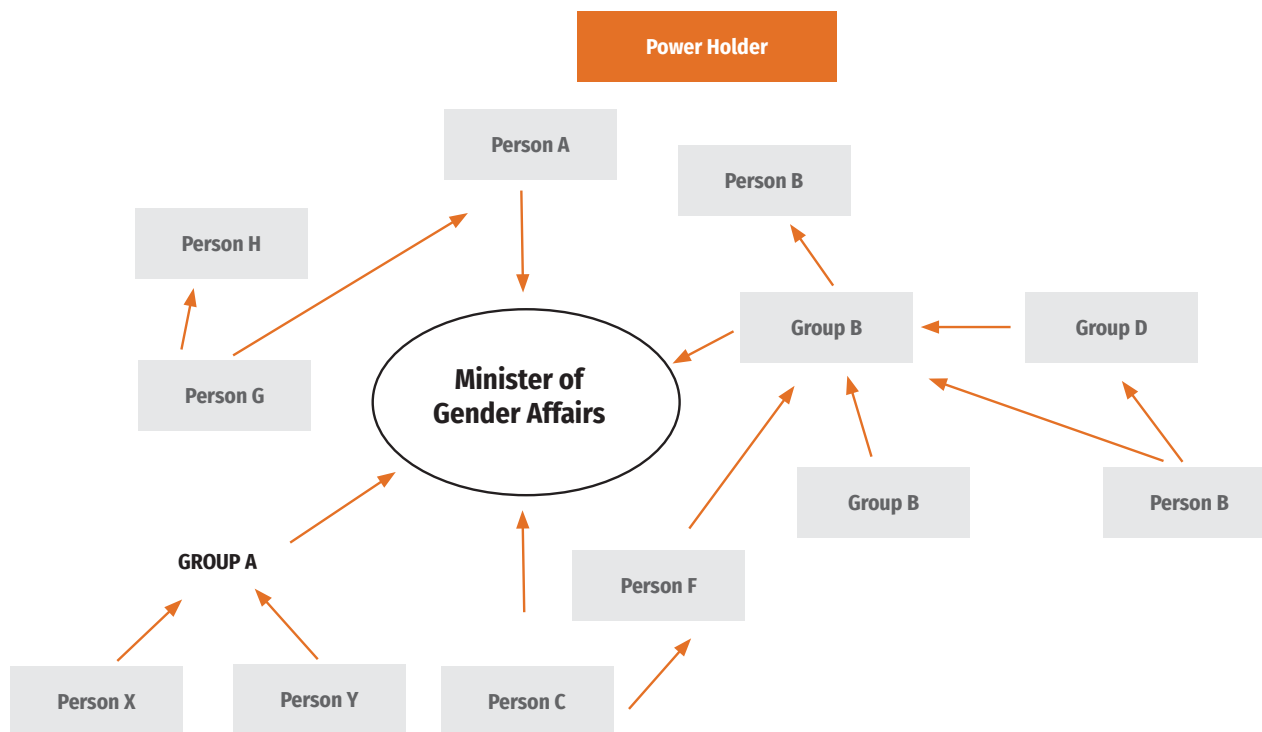 Power Holder
Person A
Person B
Person H
Group B
Group D
Minister of
Gender Affairs
Person G
Group B
Person B
GROUP A
Person F
Person X
Person Y
Person C